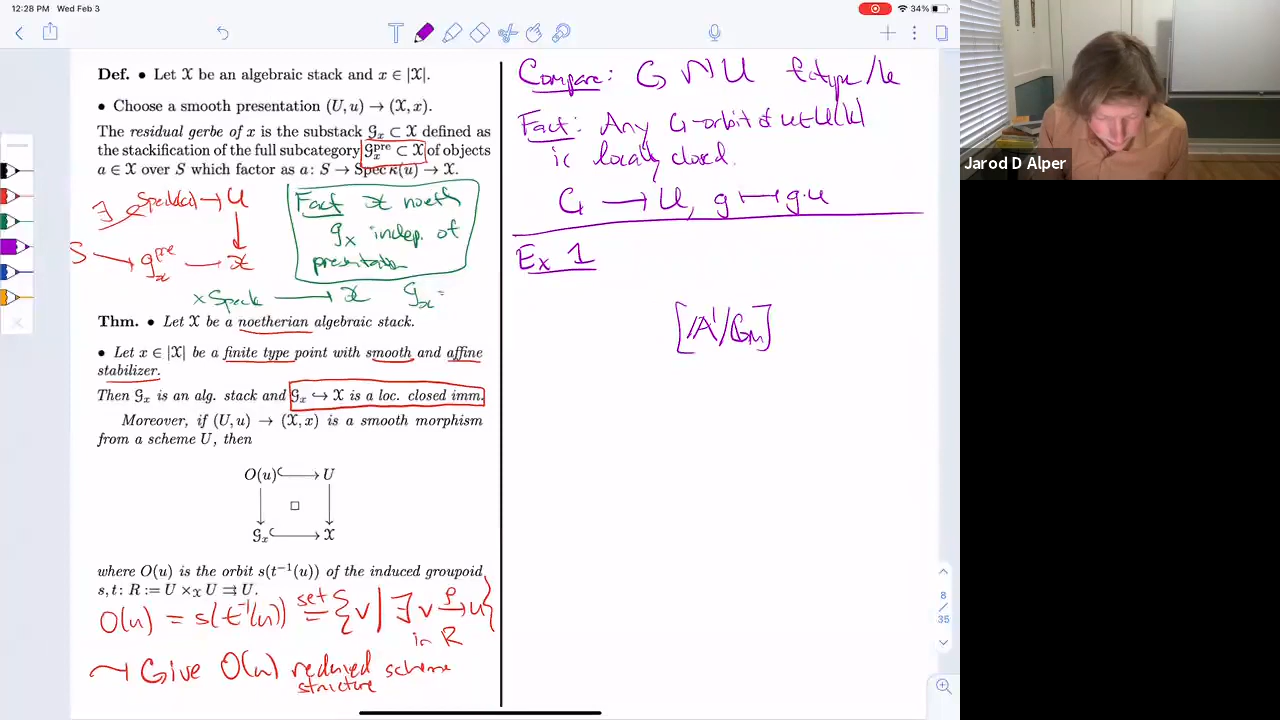 12:28 PM Wed Feb 3
34%
Def. • Let 𝒳 be an algebraic stack and x ∈ |𝒳|.
• Choose a smooth presentation (U, u) → (𝒳, x).
The residual gerbe of x is the substack 𝒢ₓ ⊂ 𝒳 defined as
the stackification of the full subcategory 𝒢ₓᵖʳᵉ ⊂ 𝒳 of objects
a ∈ 𝒳 over S which factor as a: S → Spec κ(u) → 𝒳.
∃ Spec κ(u) → U
S → 𝒢ₓᵖʳᵉ → 𝒳
Fact 𝒳 noeth
𝒢ₓ indep. of
presentation
x Spec k → 𝒳 𝒢ₓ =
Thm. • Let 𝒳 be a noetherian algebraic stack.
• Let x ∈ |𝒳| be a finite type point with smooth and affine
stabilizer.
Then 𝒢ₓ is an alg. stack and 𝒢ₓ ↪ 𝒳 is a loc. closed imm.
Moreover, if (U, u) → (𝒳, x) is a smooth morphism
from a scheme U, then
O(u) ↪ U
□
𝒢ₓ ↪ 𝒳
where O(u) is the orbit s(t⁻¹(u)) of the induced groupoid
s, t: R := U ×_𝒳 U ⇉ U.
O(u) = s(t⁻¹(u)) set = {v | ∃ v →ρ u}
in R
⇝ Give O(u) reduced scheme
structure
Compare: G ↷ U f.type/k
Fact: Any G-orbit of u ∈ U(k)
is locally closed.
G → U, g ↦ g·u
Ex 1
[𝔸¹/𝔾ₘ]
8
/
35
Jarod D Alper